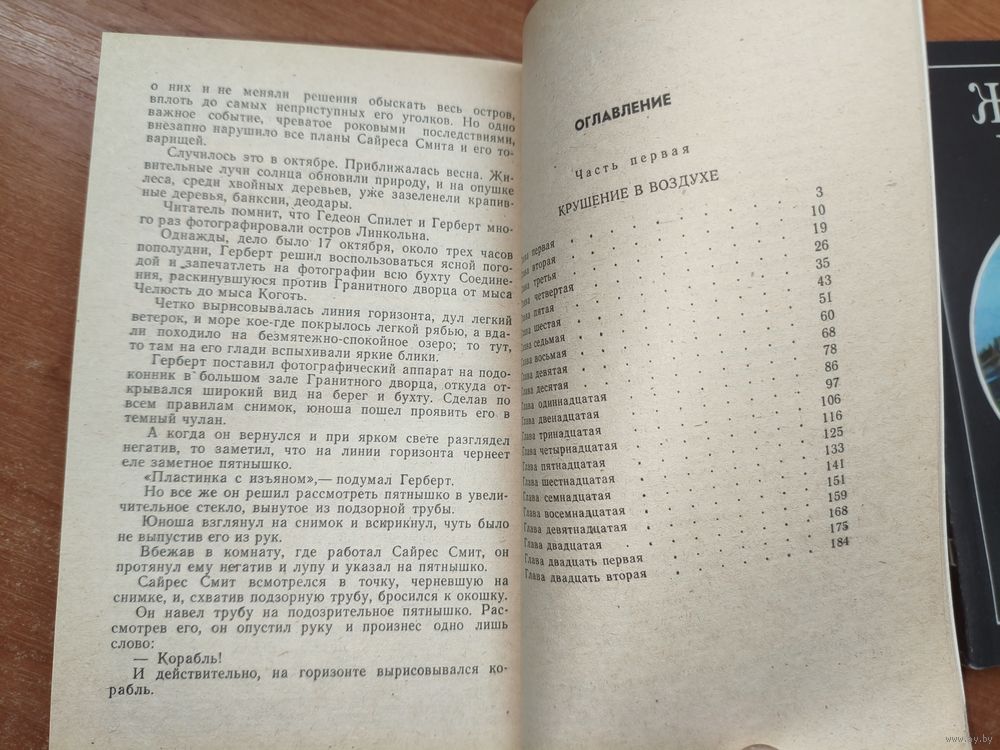 о них и не меняли решения обыскать весь остров,
вплоть до самых неприступных его уголков. Но одно
важное событие, чреватое роковыми последствиями,
внезапно нарушило все планы Сайреса Смита и его то-
варищей.
Случилось это в октябре. Приближалась весна. Жи-
вительные лучи солнца обновили природу, и на опушке
леса, среди хвойных деревьев, уже зазеленели крапив-
ные деревья, банксии, деодары.
Читатель помнит, что Гедеон Спилет и Герберт мно-
го раз фотографировали остров Линкольна.
Однажды, дело было 17 октября, около трех часов
пополудни, Герберт решил воспользоваться ясной пого-
дой и запечатлеть на фотографии всю бухту Соедине-
ния, раскинувшуюся против Гранитного дворца от мыса
Челюсть до мыса Коготь.
Четко вырисовывалась линия горизонта, дул легкий
ветерок, и море кое-где покрылось легкой рябью, а вда-
ли походило на безмятежно-спокойное озеро; то тут,
то там на его глади вспыхивали яркие блики.
Герберт поставил фотографический аппарат на подо-
конник в большом зале Гранитного дворца, откуда от-
крывался широкий вид на берег и бухту. Сделав по
всем правилам снимок, юноша пошел проявить его в
темный чулан.
А когда он вернулся и при ярком свете разглядел
негатив, то заметил, что на линии горизонта чернеет
еле заметное пятнышко.
«Пластинка с изъяном»,— подумал Герберт.
Но все же он решил рассмотреть пятнышко в увели-
чительное стекло, вынутое из подзорной трубы.
Юноша взглянул на снимок и вскрикнул, чуть было
не выпустив его из рук.
Вбежав в комнату, где работал Сайрес Смит, он
протянул ему негатив и лупу и указал на пятнышко.
Сайрес Смит всмотрелся в точку, черневшую на
снимке, и, схватив подзорную трубу, бросился к окошку.
Он навел трубу на подозрительное пятнышко. Рас-
смотрев его, он опустил руку и произнес одно лишь
слово:
— Корабль!
И действительно, на горизонте вырисовывался ко-
рабль.
ОГЛАВЛЕНИЕ
Часть первая
КРУШЕНИЕ В ВОЗДУХЕ
первая 3
вторая 10
третья 19
четвертая 26
пятая 35
шестая 43
седьмая 51
восьмая 60
девятая 68
десятая 78
Глава одиннадцатая 86
Глава двенадцатая 97
Глава тринадцатая 106
Глава четырнадцатая 116
Глава пятнадцатая 125
Глава шестнадцатая 133
Глава семнадцатая 141
Глава восемнадцатая 151
Глава девятнадцатая 159
Глава двадцатая 168
Глава двадцать первая 175
Глава двадцать вторая 184
Ж
www.ay.by